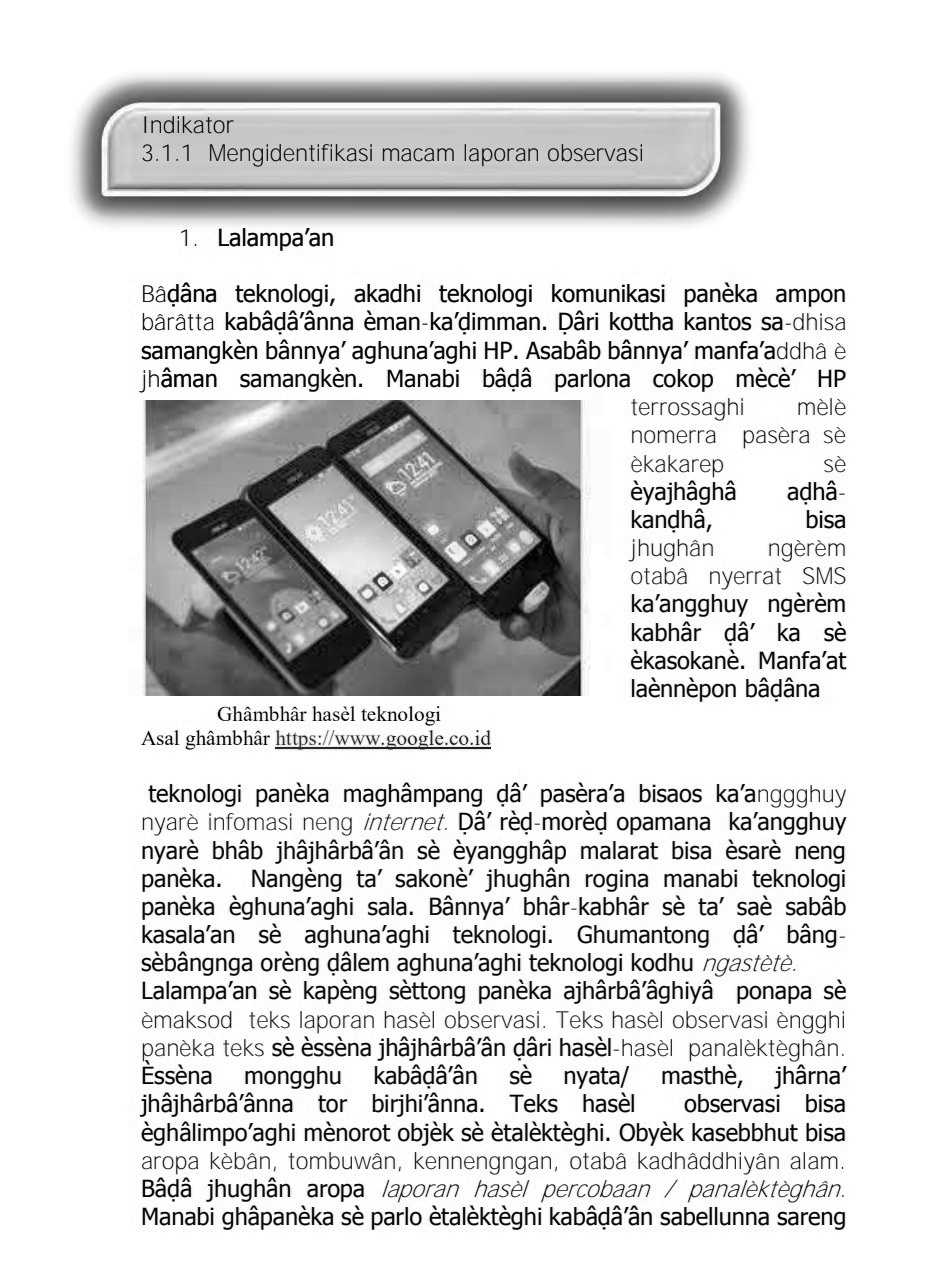 Indikator
3.1.1 Mengidentifikasi macam laporan observasi
1. Lalampa’an
Bâḍâna teknologi, akadhi teknologi komunikasi panèka ampon
bârâtta kabâḍâ’ânna èman-ka’ḍimman. Ḍâri kottha kantos sa-dhisa
samangkèn bânnya’ aghuna’aghi HP. Asabâb bânnya’ manfa’addhâ è
jhâman samangkèn. Manabi bâḍâ parlona cokop mècè’ HP
terrossaghi mèlè
nomerra pasèra sè
èkakarep sè
èyajhâghâ aḍhâ-
kanḍhâ, bisa
jhughân ngèrèm
otabâ nyerrat SMS
ka’angghuy ngèrèm
kabhâr ḍâ’ ka sè
èkasokanè. Manfa’at
laènnèpon bâḍâna
12:42
12:41
12:41
Ghâmbhâr hasèl teknologi
Asal ghâmbhâr https://www.google.co.id
teknologi panèka maghâmpang ḍâ’ pasèra’a bisaos ka’anggghuy
nyarè infomasi neng internet. Ḍâ’ rèḍ-morèḍ opamana ka’angghuy
nyarè bhâb jhâjhârbâ’ân sè èyangghâp malarat bisa èsarè neng
panèka. Nangèng ta’ sakonè’ jhughân rogina manabi teknologi
panèka èghuna’aghi sala. Bânnya’ bhâr-kabhâr sè ta’ saè sabâb
kasala’an sè aghuna’aghi teknologi. Ghumantong ḍâ’ bâng-
sèbângnga orèng ḍâlem aghuna’aghi teknologi kodhu ngastètè.
Lalampa’an sè kapèng sèttong panèka ajhârbâ’âghiyâ ponapa sè
èmaksod teks laporan hasèl observasi. Teks hasèl observasi èngghi
panèka teks sè èssèna jhâjhârbâ’ân ḍâri hasèl-hasèl panalèktèghân.
Èssèna mongghu kabâḍâ’ân sè nyata/ masthè, jhârna’
jhâjhârbâ’ânna tor birjhi’ânna. Teks hasèl observasi bisa
èghâlimpo’aghi mènorot objèk sè ètalèktèghi. Obyèk kasebbhut bisa
aropa kèbân, tombuwân, kennengngan, otabâ kadhâddhiyân alam.
Bâḍâ jhughân aropa laporan hasèl percobaan / panalèktèghân.
Manabi ghâpanèka sè parlo ètalèktèghi kabâḍâ’ân sabellunna sareng